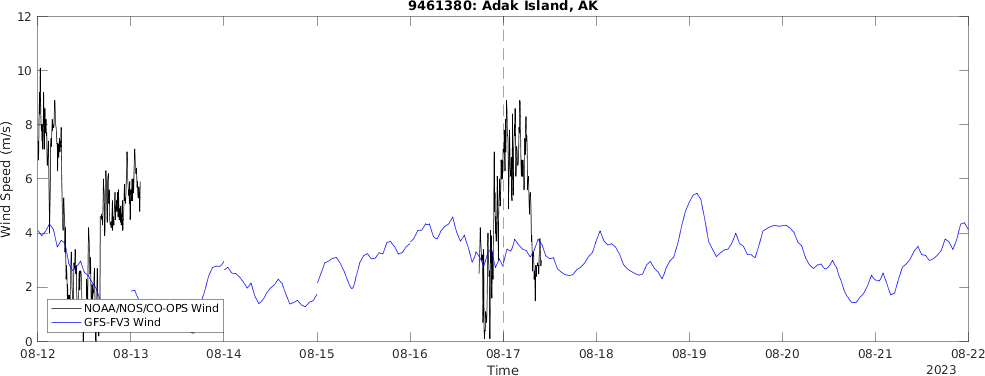 9461380: Adak Island, AK
Wind Speed (m/s)
12
10
8
6
4
2
0
NOAA/NOS/CO-OPS Wind
GFS-FV3 Wind
08-12 08-13 08-14 08-15 08-16 08-17 08-18 08-19 08-20 08-21 08-22
Time
2023